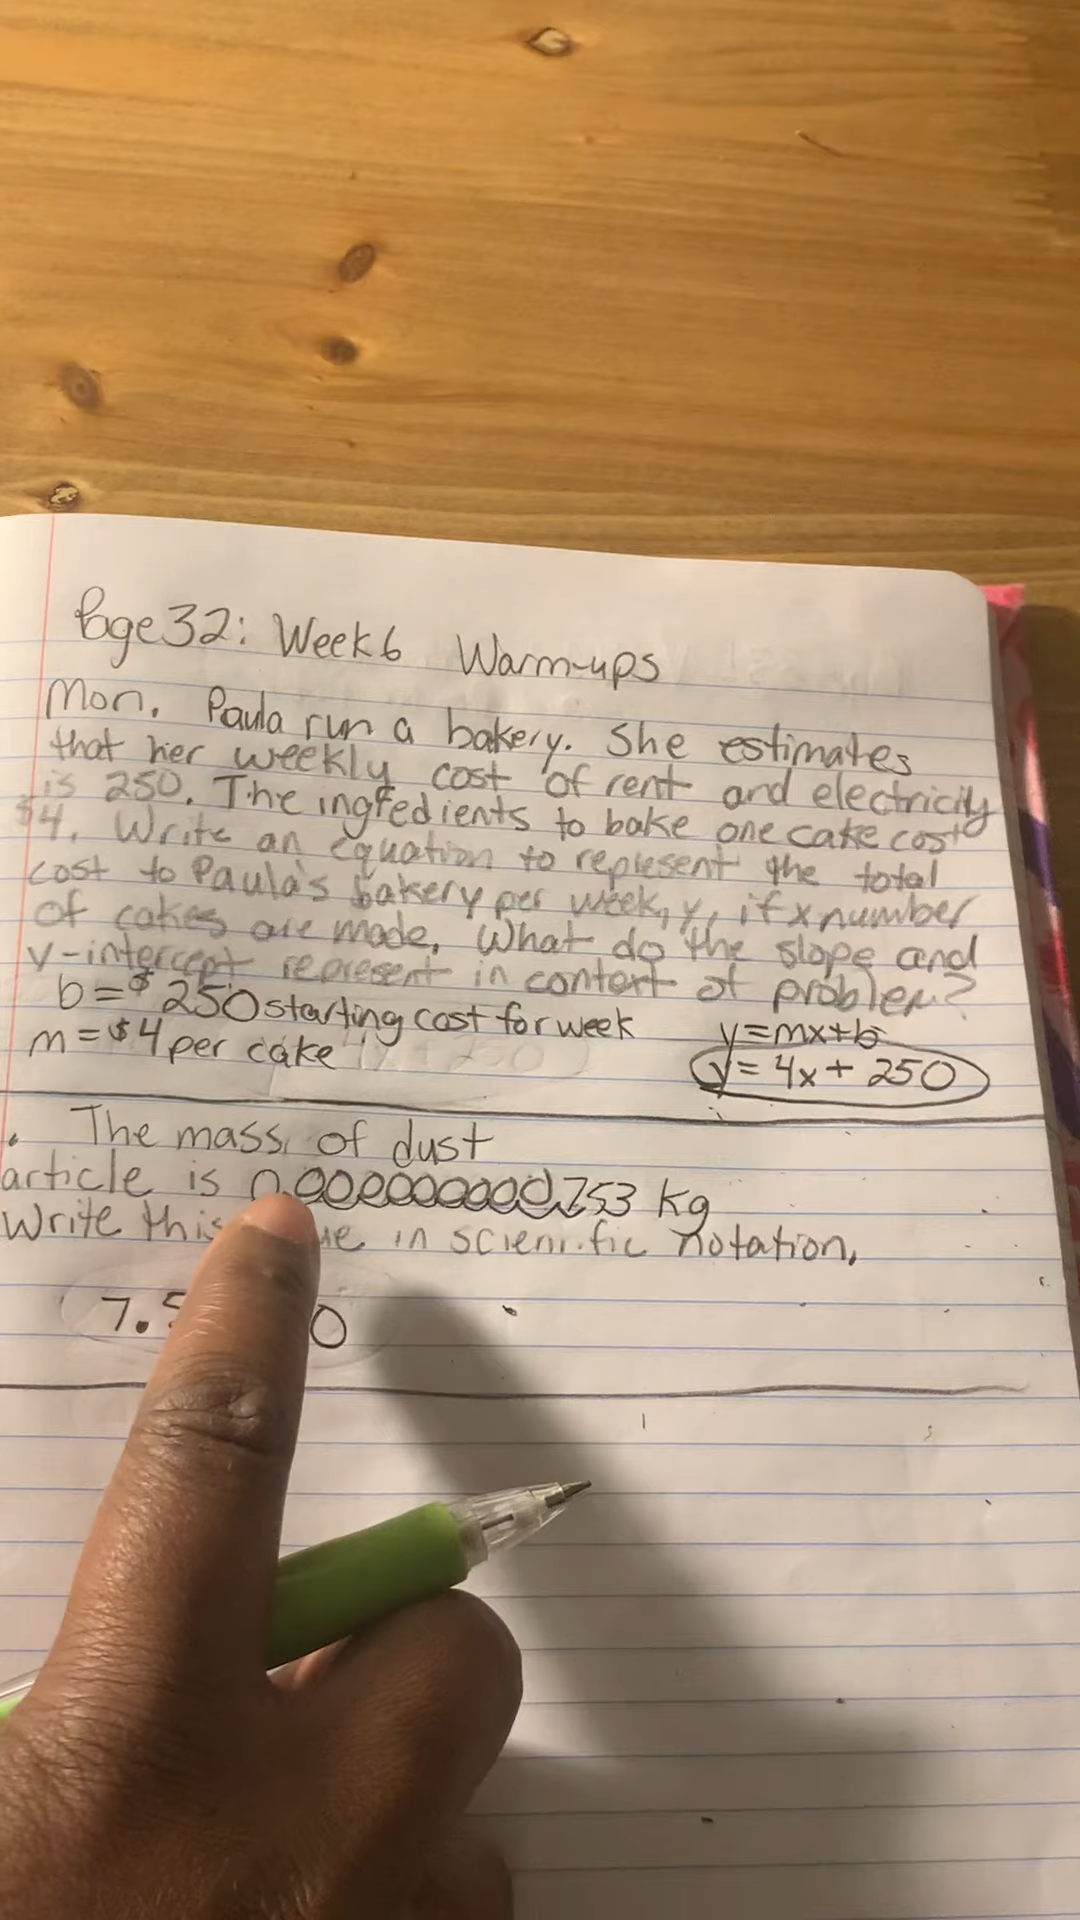 Page 32: Week 6 Warm-ups
Mon. Paula run a bakery. She estimates
that her weekly cost of rent and electricity
is 250. The ingredients to bake one cake cost
$4. Write an equation to represent the total
cost to Paula's bakery per week, y, if x number
of cakes are made. What do the slope and
y-intercept represent in context of problem?
b = $250 starting cost for week
m = $4 per cake
y=mx+b
y= 4x + 250
The mass of dust
article is kg
Write this in scientific notation.